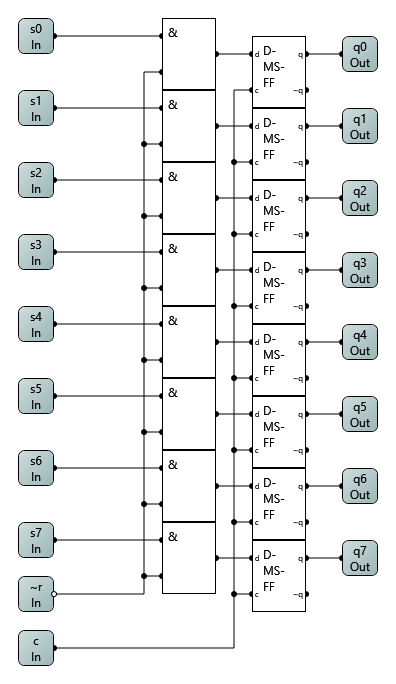 s0
In
&
D-
MS-
FF
d
q
c
~q
q0
Out
s1
In
&
D-
MS-
FF
d
q
c
~q
q1
Out
s2
In
&
D-
MS-
FF
d
q
c
~q
q2
Out
s3
In
&
D-
MS-
FF
d
q
c
~q
q3
Out
s4
In
&
D-
MS-
FF
d
q
c
~q
q4
Out
s5
In
&
D-
MS-
FF
d
q
c
~q
q5
Out
s6
In
&
D-
MS-
FF
d
q
c
~q
q6
Out
s7
In
&
D-
MS-
FF
d
q
c
~q
q7
Out
~r
In
c
In